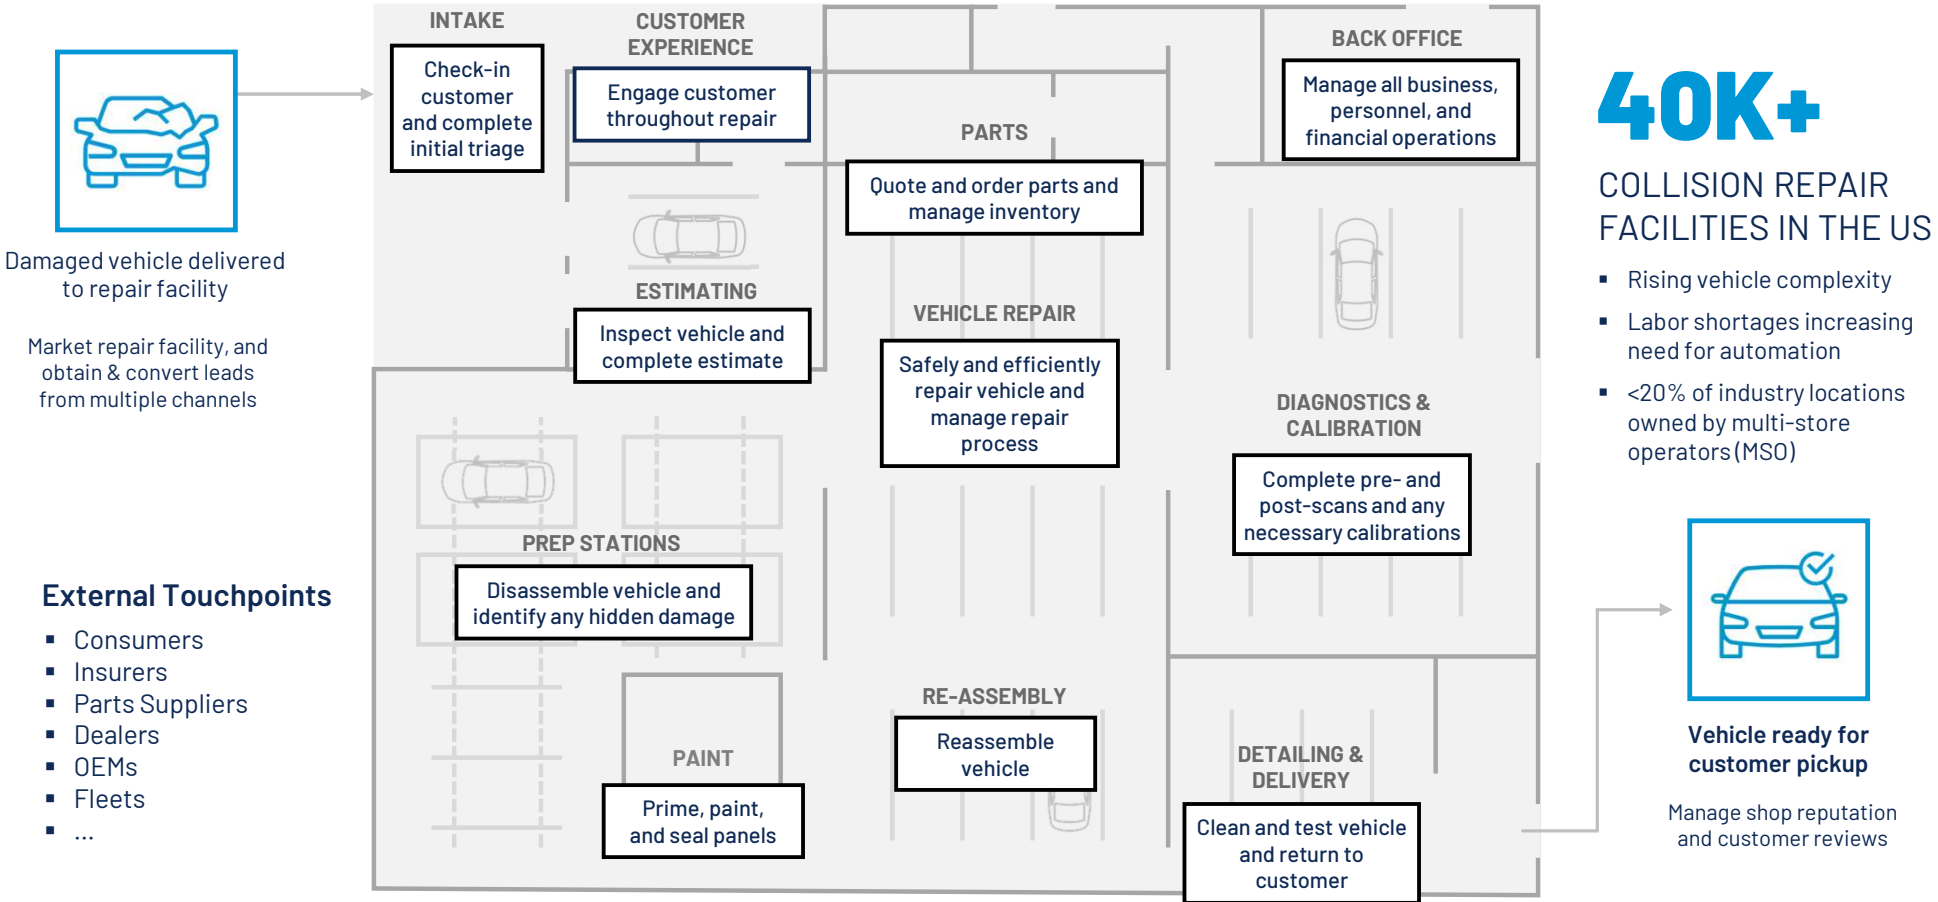 INTAKE
Check-in
customer
and complete
initial triage
CUSTOMER
EXPERIENCE
Engage customer
throughout repair
PARTS
Quote and order parts and
manage inventory
BACK OFFICE
Manage all business,
personnel, and
financial operations
40K+
COLLISION REPAIR
FACILITIES IN THE US
▪ Rising vehicle complexity
▪ Labor shortages increasing
need for automation
▪ <20% of industry locations
owned by multi-store
operators (MSO)
Damaged vehicle delivered
to repair facility
Market repair facility, and
obtain & convert leads
from multiple channels
ESTIMATING
Inspect vehicle and
complete estimate
VEHICLE REPAIR
Safely and efficiently
repair vehicle and
manage repair
process
DIAGNOSTICS &
CALIBRATION
Complete pre- and
post-scans and any
necessary calibrations
PREP STATIONS
Disassemble vehicle and
identify any hidden damage
External Touchpoints
▪ Consumers
▪ Insurers
▪ Parts Suppliers
▪ Dealers
▪ OEMs
▪ Fleets
▪ ...
PAINT
Prime, paint,
and seal panels
RE-ASSEMBLY
Reassemble
vehicle
DETAILING &
DELIVERY
Clean and test vehicle
and return to
customer
Vehicle ready for
customer pickup
Manage shop reputation
and customer reviews